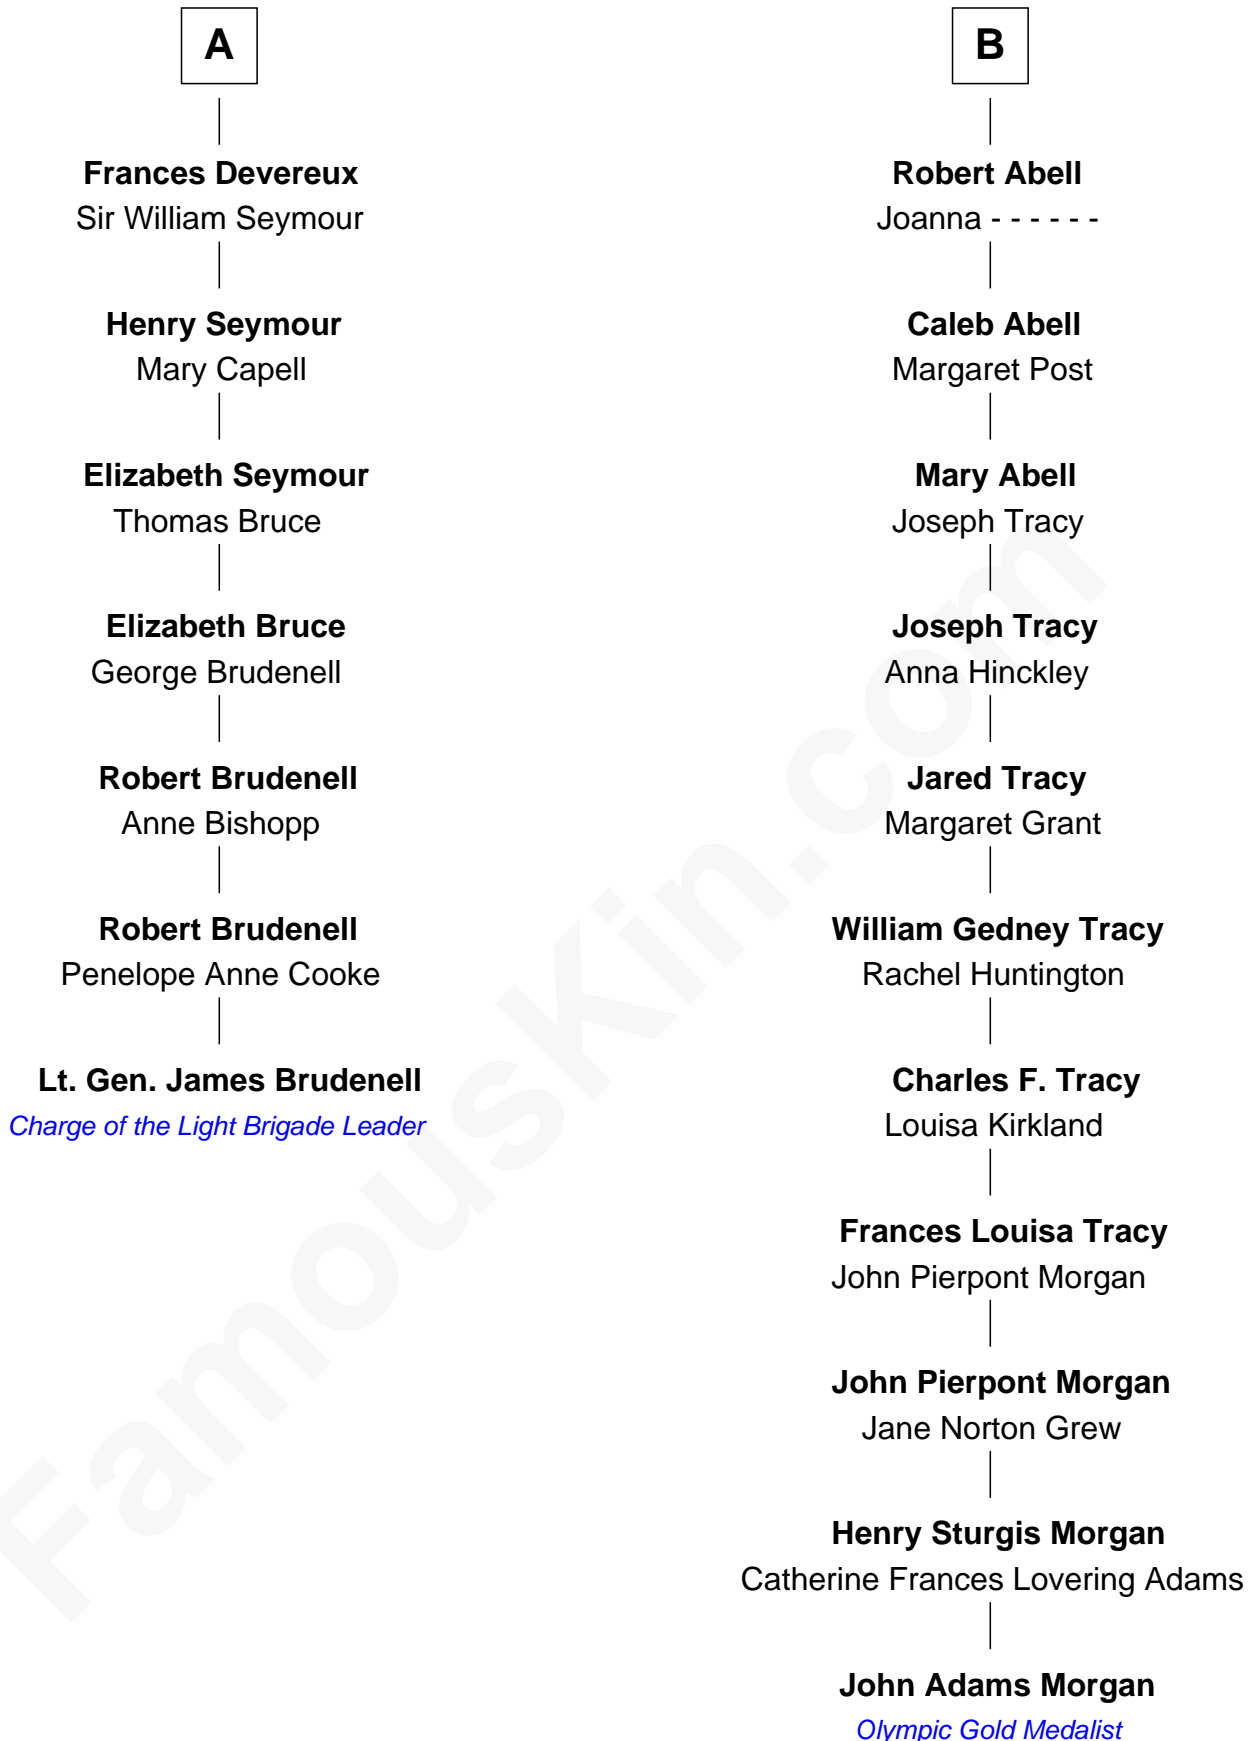 A
Frances Devereux
Sir William Seymour
Henry Seymour
Mary Capell
Elizabeth Seymour
Thomas Bruce
Elizabeth Bruce
George Brudenell
Robert Brudenell
Anne Bishopp
Robert Brudenell
Penelope Anne Cooke
Lt. Gen. James Brudenell
Charge of the Light Brigade Leader
B
Robert Abell
Joanna - - - - - -
Caleb Abell
Margaret Post
Mary Abell
Joseph Tracy
Joseph Tracy
Anna Hinckley
Jared Tracy
Margaret Grant
William Gedney Tracy
Rachel Huntington
Charles F. Tracy
Louisa Kirkland
Frances Louisa Tracy
John Pierpont Morgan
John Pierpont Morgan
Jane Norton Grew
Henry Sturgis Morgan
Catherine Frances Lovering Adams
John Adams Morgan
Olympic Gold Medalist
FamousKin.com